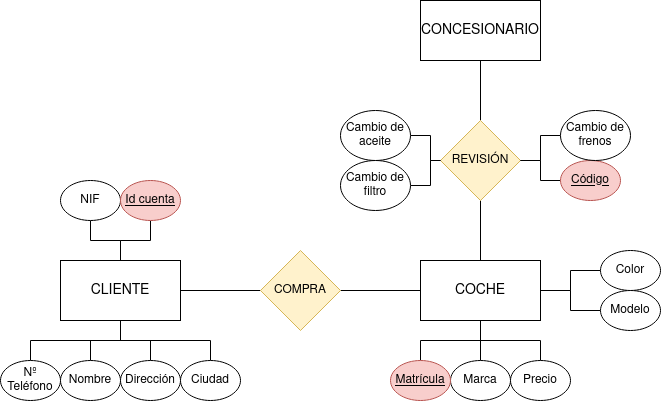 CONCESIONARIO
Cambio de
aceite
Cambio de
frenos
REVISIÓN
Cambio de
filtro
Código
NIF
Id cuenta
CLIENTE
COMPRA
COCHE
Color
Modelo
Nº
Teléfono
Nombre
Dirección
Ciudad
Matrícula
Marca
Precio